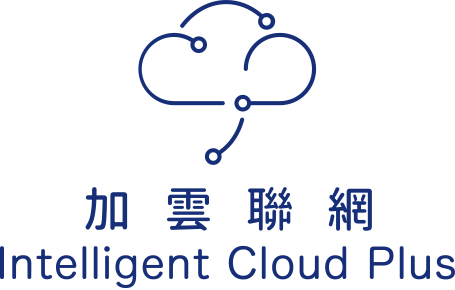 加雲聯網
Intelligent Cloud Plus